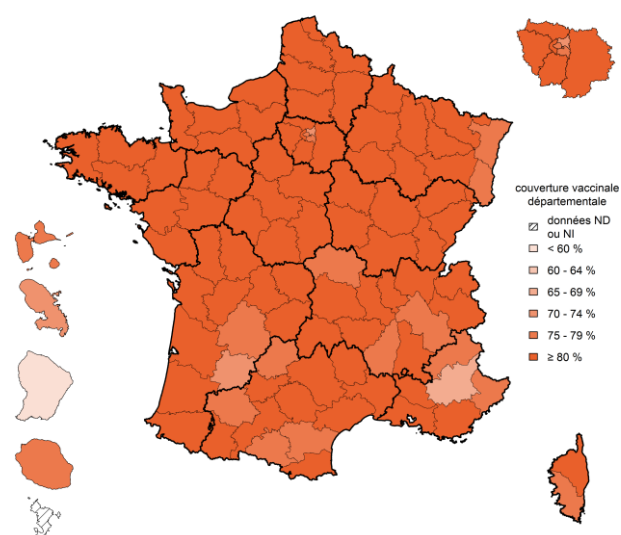 couverture vaccinale
départementale
données ND
ou NI
< 60 %
60 - 64 %
65 - 69 %
70 - 74 %
75 - 79 %
≥ 80 %